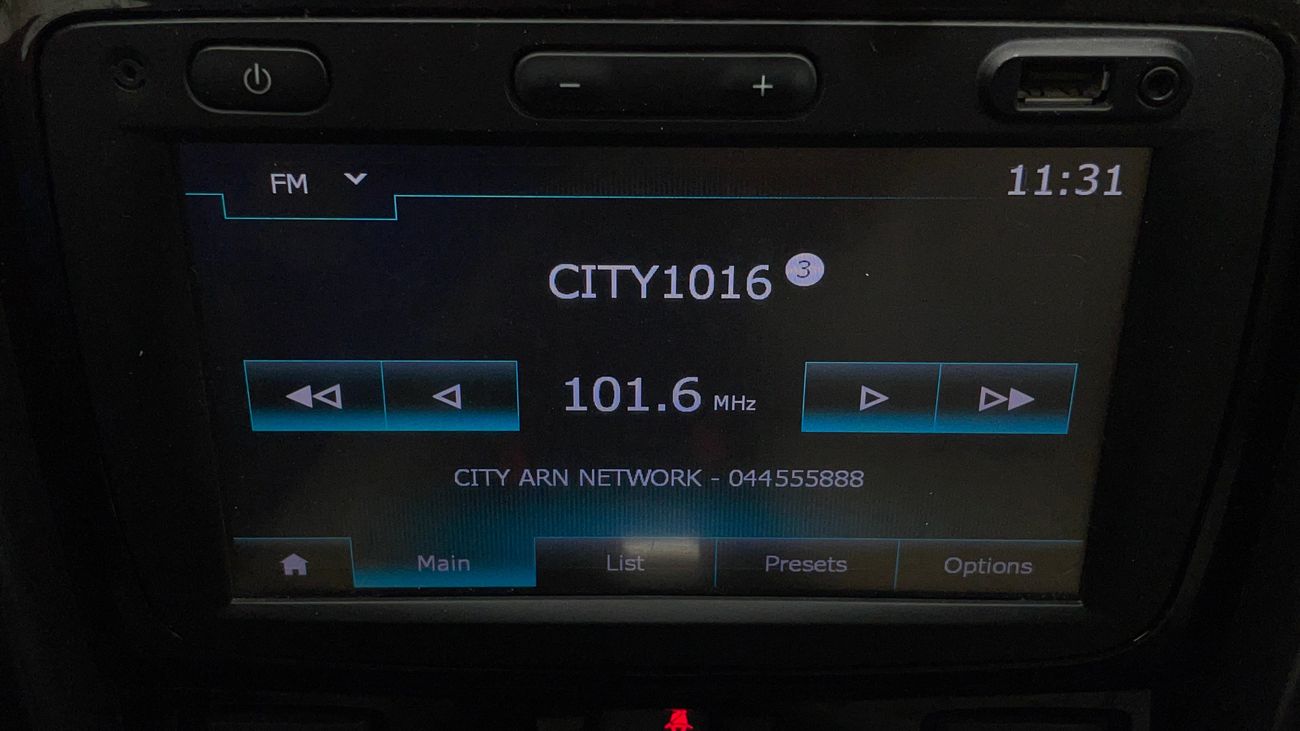 FM
11:31
CITY1016 3
101.6 MHz
CITY ARN NETWORK - 044555888
Main List Presets Options